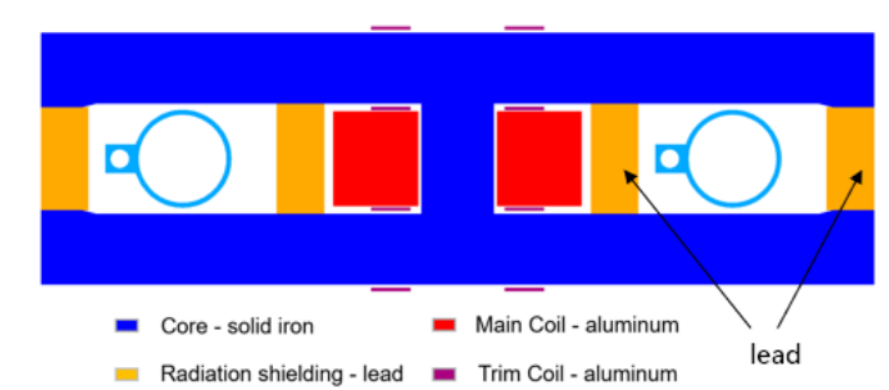 Core - solid iron
Main Coil - aluminum
lead
Radiation shielding - lead
Trim Coil - aluminum